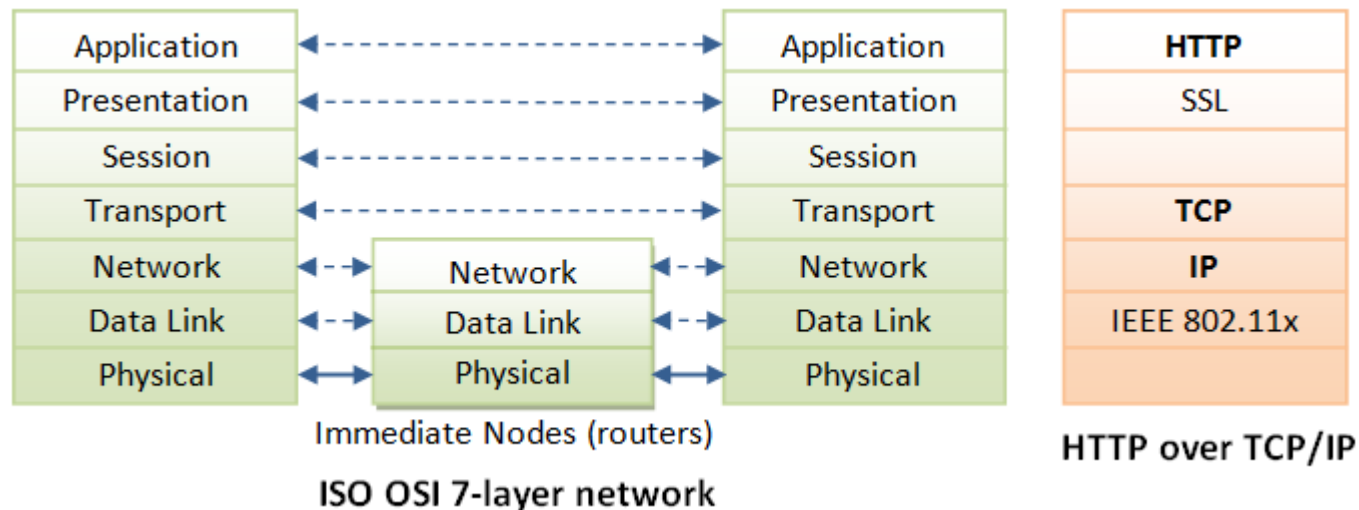 Application
Presentation
Session
Transport
Network
Data Link
Physical
Network
Data Link
Physical
Immediate Nodes (routers)
Application
Presentation
Session
Transport
Network
Data Link
Physical
ISO OSI 7-layer network
HTTP
SSL
TCP
IP
IEEE 802.11x
HTTP over TCP/IP